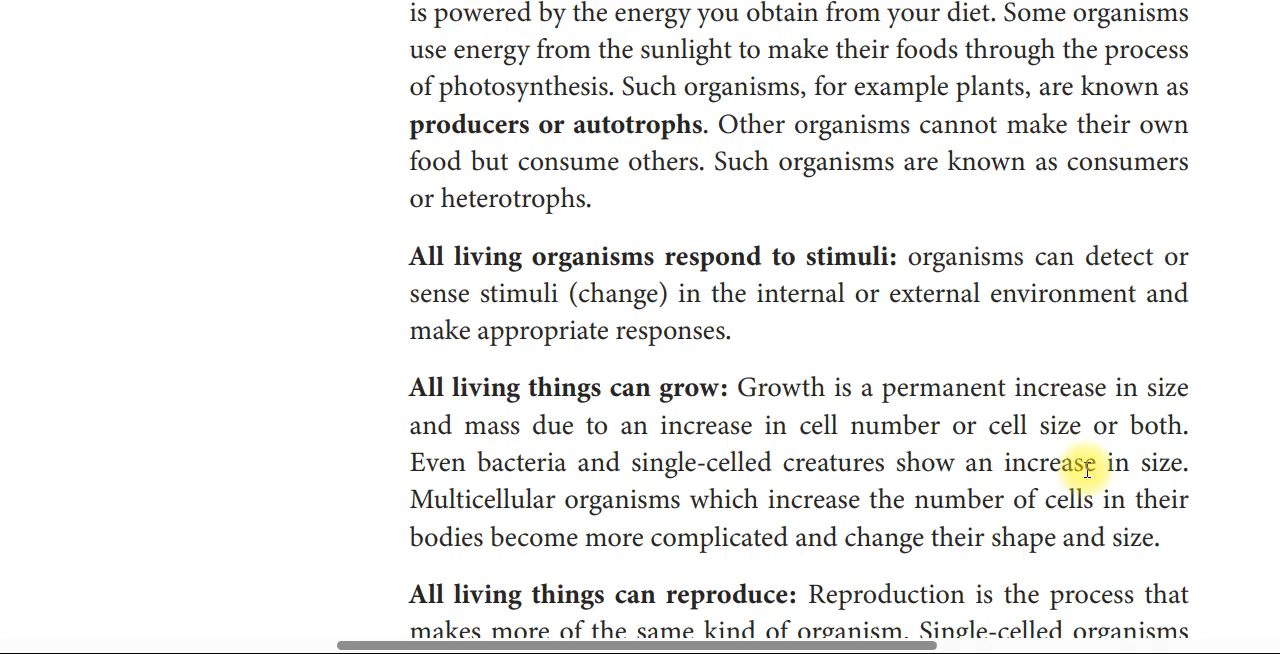 is powered by the energy you obtain from your diet. Some organisms
use energy from the sunlight to make their foods through the process
of photosynthesis. Such organisms, for example plants, are known as
producers or autotrophs. Other organisms cannot make their own
food but consume others. Such organisms are known as consumers
or heterotrophs.
All living organisms respond to stimuli: organisms can detect or
sense stimuli (change) in the internal or external environment and
make appropriate responses.
All living things can grow: Growth is a permanent increase in size
and mass due to an increase in cell number or cell size or both.
Even bacteria and single-celled creatures show an increase in size.
Multicellular organisms which increase the number of cells in their
bodies become more complicated and change their shape and size.
All living things can reproduce: Reproduction is the process that
makes more of the same kind of organism. Single-celled organisms